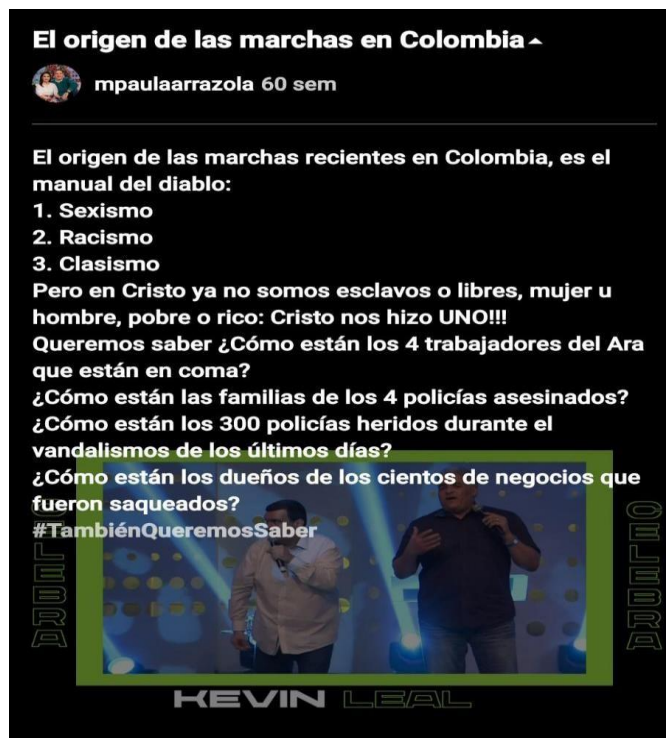 El origen de las marchas en Colombia
mpaulaarrazola 60 sem
El origen de las marchas recientes en Colombia, es el
manual del diablo:
1. Sexismo
2. Racismo
3. Clasismo
Pero en Cristo ya no somos esclavos o libres, mujer u
hombre, pobre o rico: Cristo nos hizo UNO!!!
Queremos saber ¿Cómo están los 4 trabajadores del Ara
que están en coma?
¿Cómo están las familias de los 4 policías asesinados?
¿Cómo están los 300 policías heridos durante el
vandalismos de los últimos días?
¿Cómo están los dueños de los cientos de negocios que
fueron saqueados?
#TambiénQueremosSaber
CELEBRA
CELEBRA
KEVIN LEAL